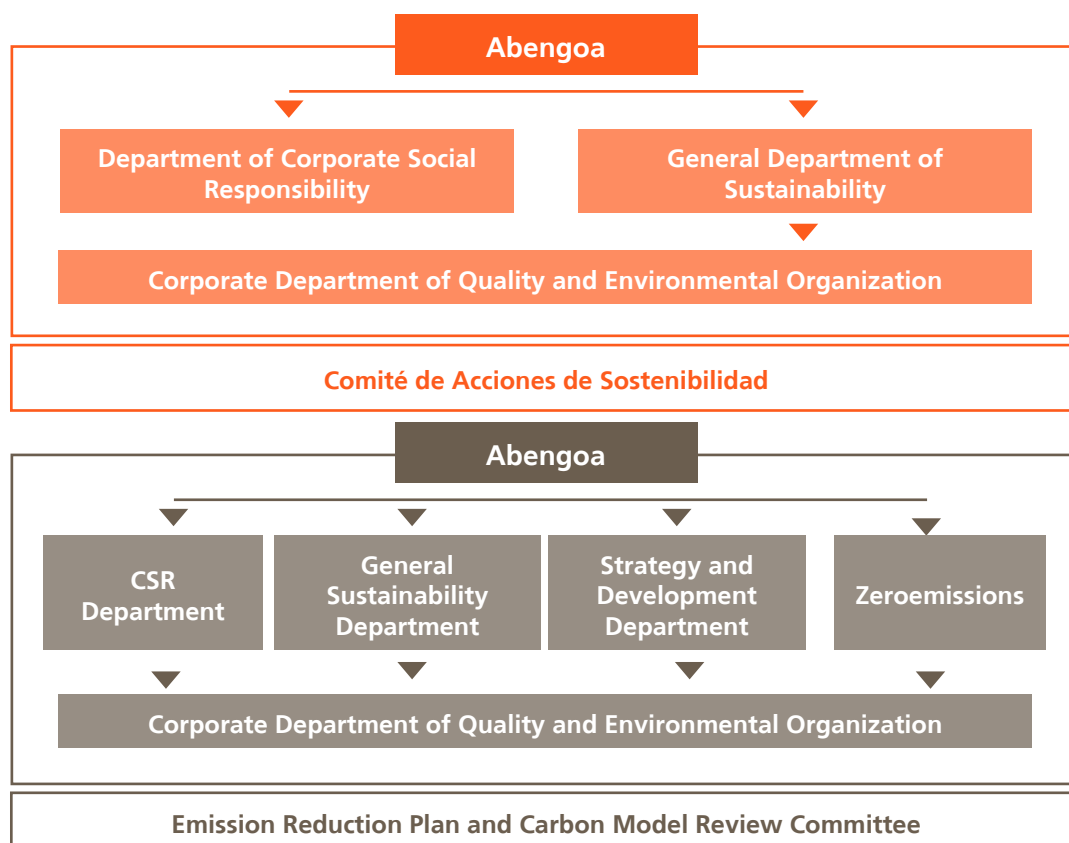 Abengoa
Department of Corporate Social
Responsibility
General Department of
Sustainability
Corporate Department of Quality and Environmental Organization
Comité de Acciones de Sostenibilidad
Abengoa
CSR
Department
General
Sustainability
Department
Strategy and
Development
Department
Zeroemissions
Corporate Department of Quality and Environmental Organization
Emission Reduction Plan and Carbon Model Review Committee